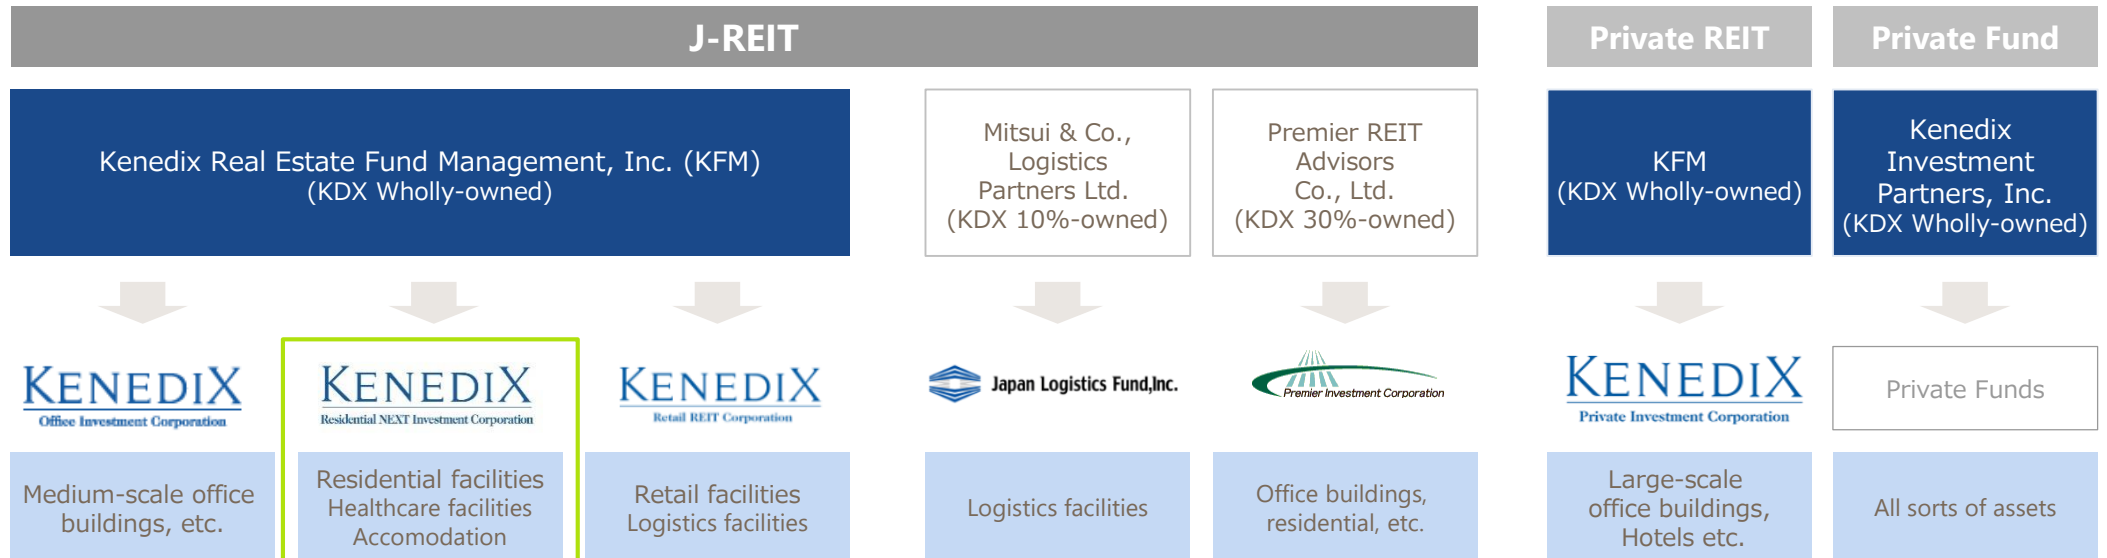 J-REIT
Private REIT
Private Fund
Kenedix Real Estate Fund Management, Inc. (KFM)
(KDX Wholly-owned)
Mitsui & Co.,
Logistics
Partners Ltd.
(KDX 10%-owned)
Premier REIT
Advisors
Co., Ltd.
(KDX 30%-owned)
KFM
(KDX Wholly-owned)
Kenedix
Investment
Partners, Inc.
(KDX Wholly-owned)
KENEDIX
Office Investment Corporation
KENEDIX
Residential NEXT Investment Corporation
KENEDIX
Retail REIT Corporation
Japan Logistics Fund,Inc.
Premier Investment Corporation
KENEDIX
Private Investment Corporation
Private Funds
Medium-scale office
buildings, etc.
Residential facilities
Healthcare facilities
Accomodation
Retail facilities
Logistics facilities
Logistics facilities
Office buildings,
residential, etc.
Large-scale
office buildings,
Hotels etc.
All sorts of assets